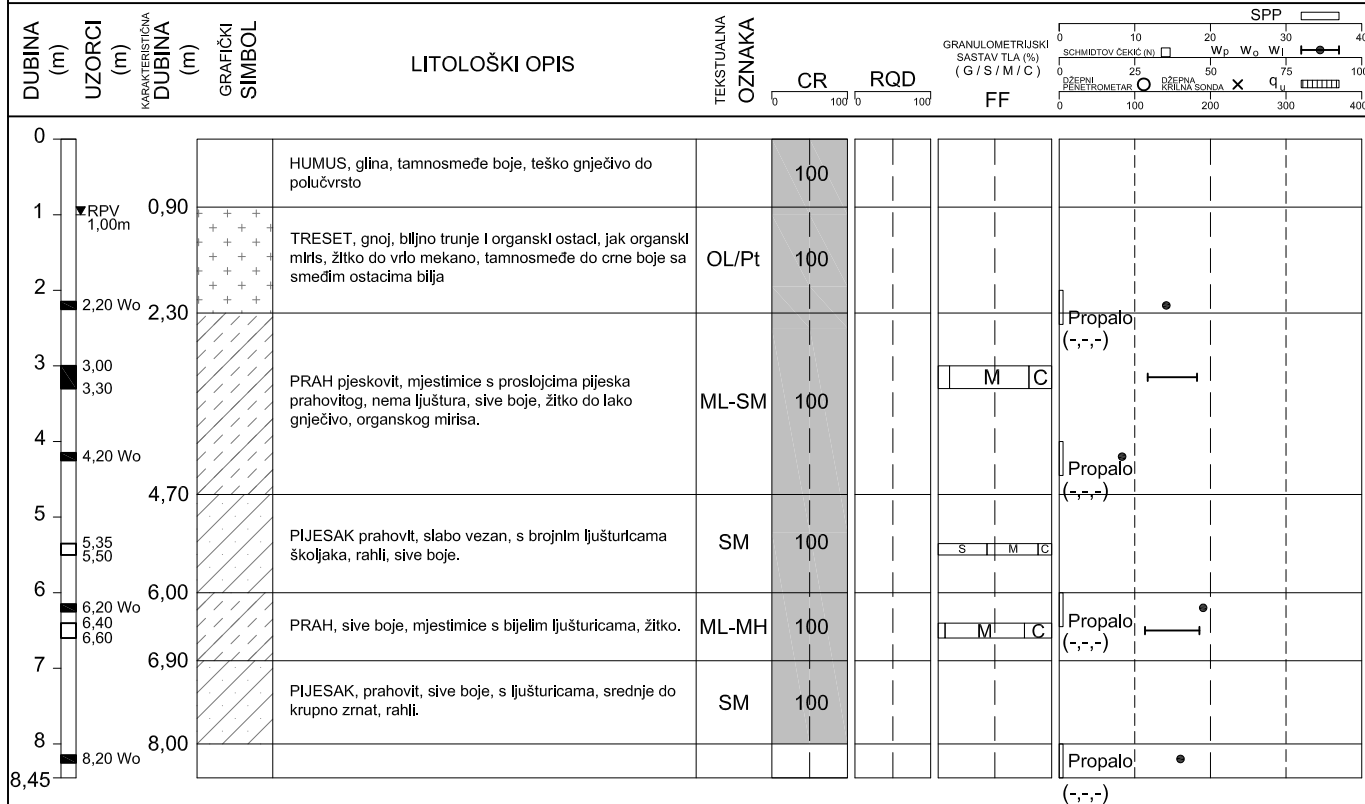 DUBINA
(m)
UZORCI
(m)
KARAKTERISTIČNA
DUBINA
(m)
GRAFIČKI
SIMBOL
LITOLOŠKI OPIS
TEKSTUALNA
OZNAKA
CR
0 100
RQD
0 100
GRANULOMETRIJSKI
SASTAV TLA (%)
( G / S / M / C )
FF
SPP
0 10 20 30 40
SCHMIDTOV ČEKIĆ (N) Wp Wo Wl
0 25 50 75 100
DŽEPNI
PENETROMETAR
DŽEPNA
KRILNA SONDA
qu
0 100 200 300 400
0
HUMUS, glina, tamnosmeđe boje, teško gnječivo do
polučvrsto
100
1
RPV
1,00m
0,90
TRESET, gnoj, biljno trunje i organski ostaci, jak organski
miris, žitko do vrlo mekano, tamnosmeđe do crne boje sa
smeđim ostacima bilja
OL/Pt
100
2
2,20 Wo
2,30
Propalo
(-,-,-)
3
3,00
3,30
PRAH pjeskovit, mjestimice s proslojcima pijeska
prahovitog, nema ljuštura, sive boje, žitko do lako
gnječivo, organskog mirisa.
ML-SM
100
M C
4
4,20 Wo
Propalo
(-,-,-)
4,70
5
5,35
5,50
PIJESAK prahovit, slabo vezan, s brojnim ljušturicama
školjaka, rahli, sive boje.
SM
100
S M C
6
6,00
6,20 Wo
6,40
6,60
PRAH, sive boje, mjestimice s bijelim ljušturicama, žitko.
ML-MH
100
M C
Propalo
(-,-,-)
6,90
7
PIJESAK, prahovit, sive boje, s ljušturicama, srednje do
krupno zrnat, rahli.
SM
100
8
8,00
8,20 Wo
Propalo
(-,-,-)
8,45